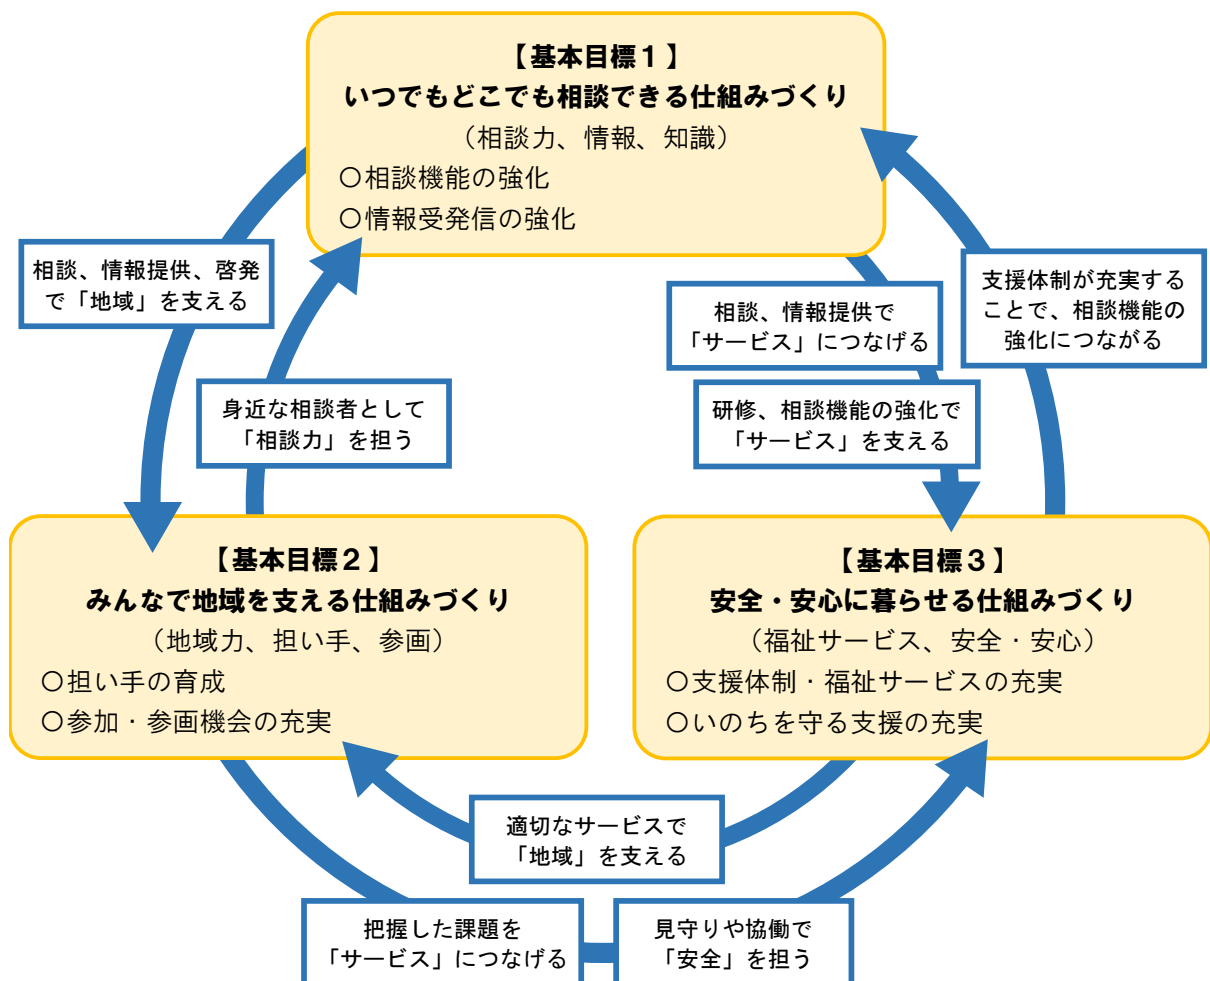 【基本目標１】
いつでもどこでも相談できる仕組みづくり
（相談力、情報、知識）
〇相談機能の強化
〇情報受発信の強化
相談、情報提供、啓発
で「地域」を支える
身近な相談者として
「相談力」を担う
相談、情報提供で
「サービス」につなげる
研修、相談機能の強化で
「サービス」を支える
支援体制が充実する
ことで、相談機能の
強化につながる
【基本目標２】
みんなで地域を支える仕組みづくり
（地域力、担い手、参画）
〇担い手の育成
〇参加・参画機会の充実
【基本目標３】
安全・安心に暮らせる仕組みづくり
（福祉サービス、安全・安心）
〇支援体制・福祉サービスの充実
〇いのちを守る支援の充実
適切なサービスで
「地域」を支える
把握した課題を
「サービス」につなげる
見守りや協働で
「安全」を担う